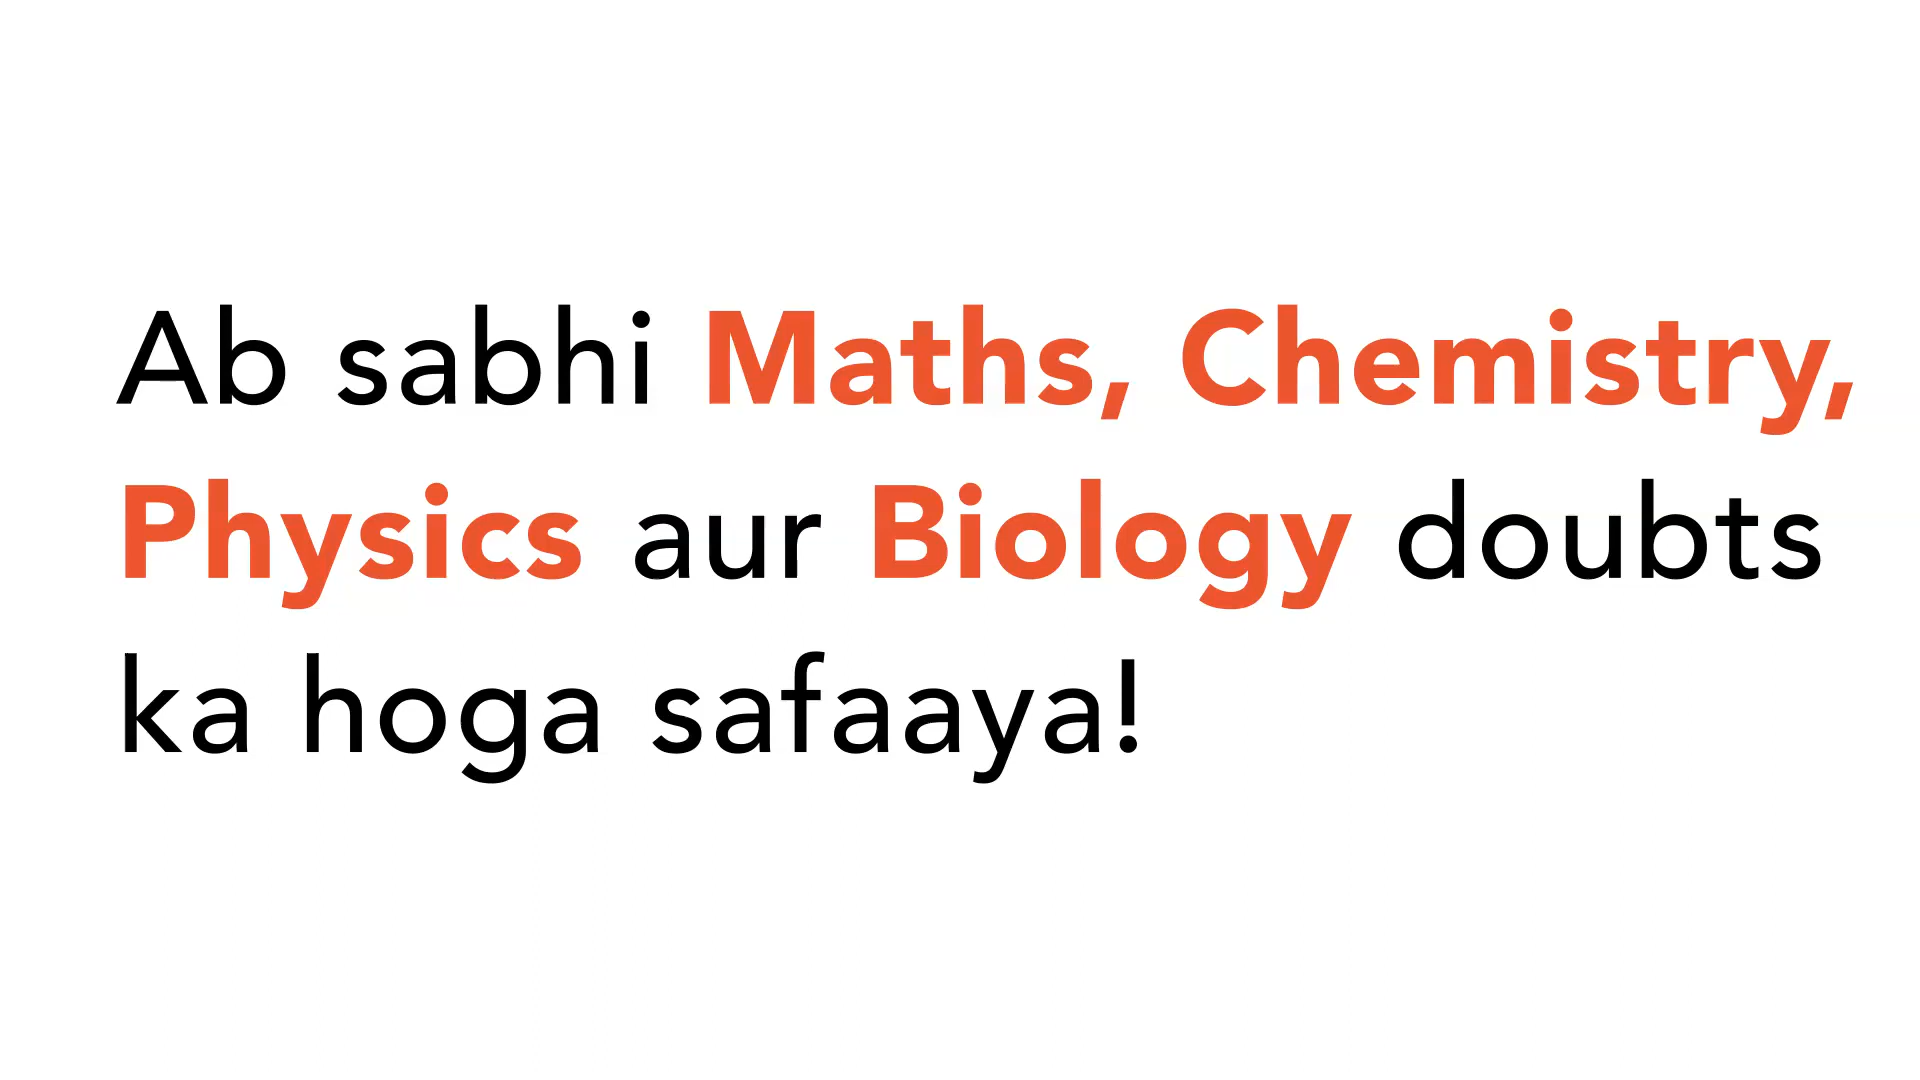 Ab sabhi Maths, Chemistry,
Physics aur Biology doubts
ka hoga safaaya!